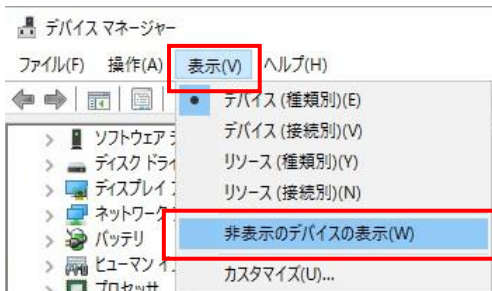 デバイス マネージャー
ファイル(F) 操作(A) 表示(V) ヘルプ(H)
デバイス (種類別)(E)
デバイス (接続別)(V)
リソース (種類別)(Y)
リソース (接続別)(N)
非表示のデバイスの表示(W)
カスタマイズ(U)...
ソフトウェア
ディスク
ディスプレイ
ネットワーク
バッテリ
ヒューマン
プロセッサ